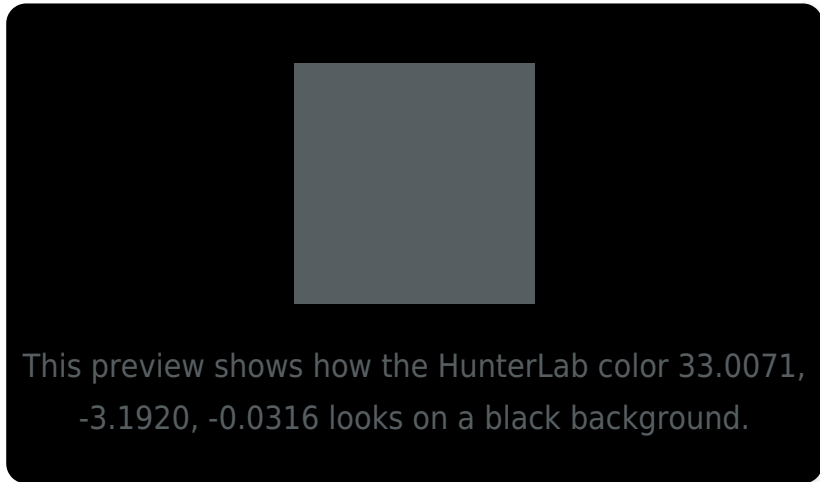 This preview shows how the HunterLab color 33.0071,
-3.1920, -0.0316 looks on a black background.